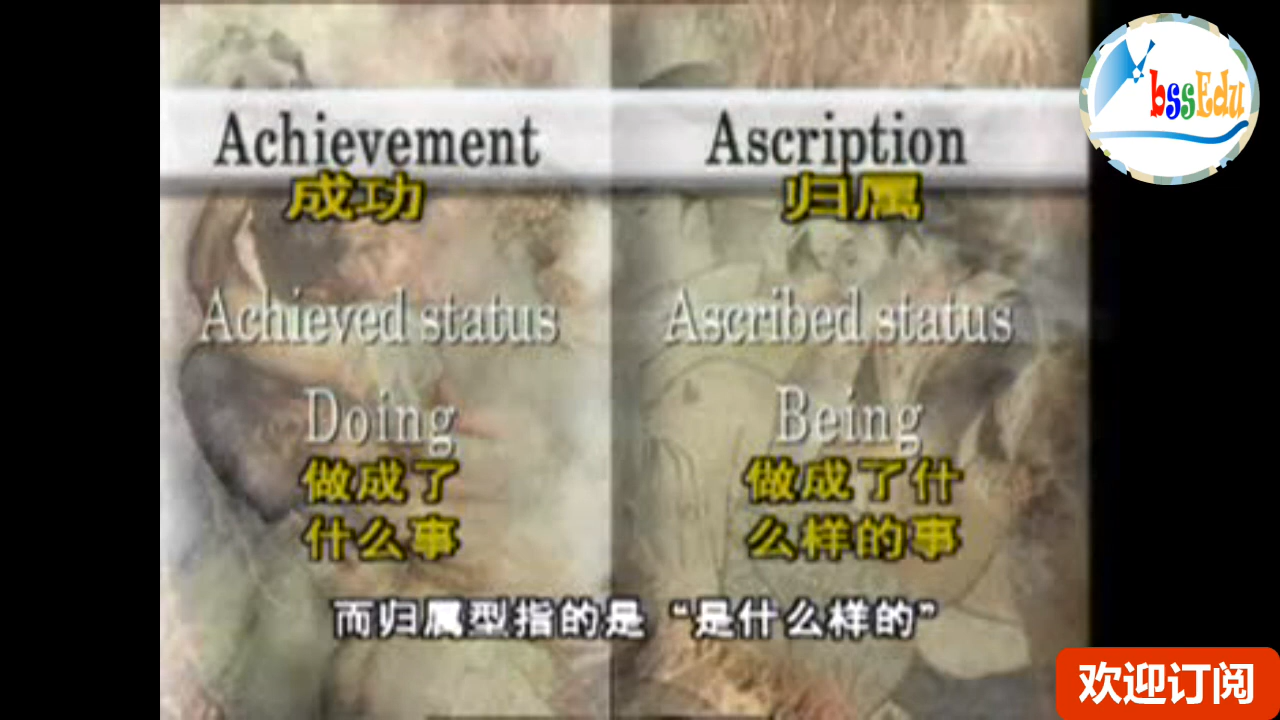 Achievement
成功
Achieved status
Doing
做成了
什么事
Ascription
归属
Ascribed status
Being
做成了什
么样的事
而归属型指的是“是什么样的”
bssEdu
欢迎订阅